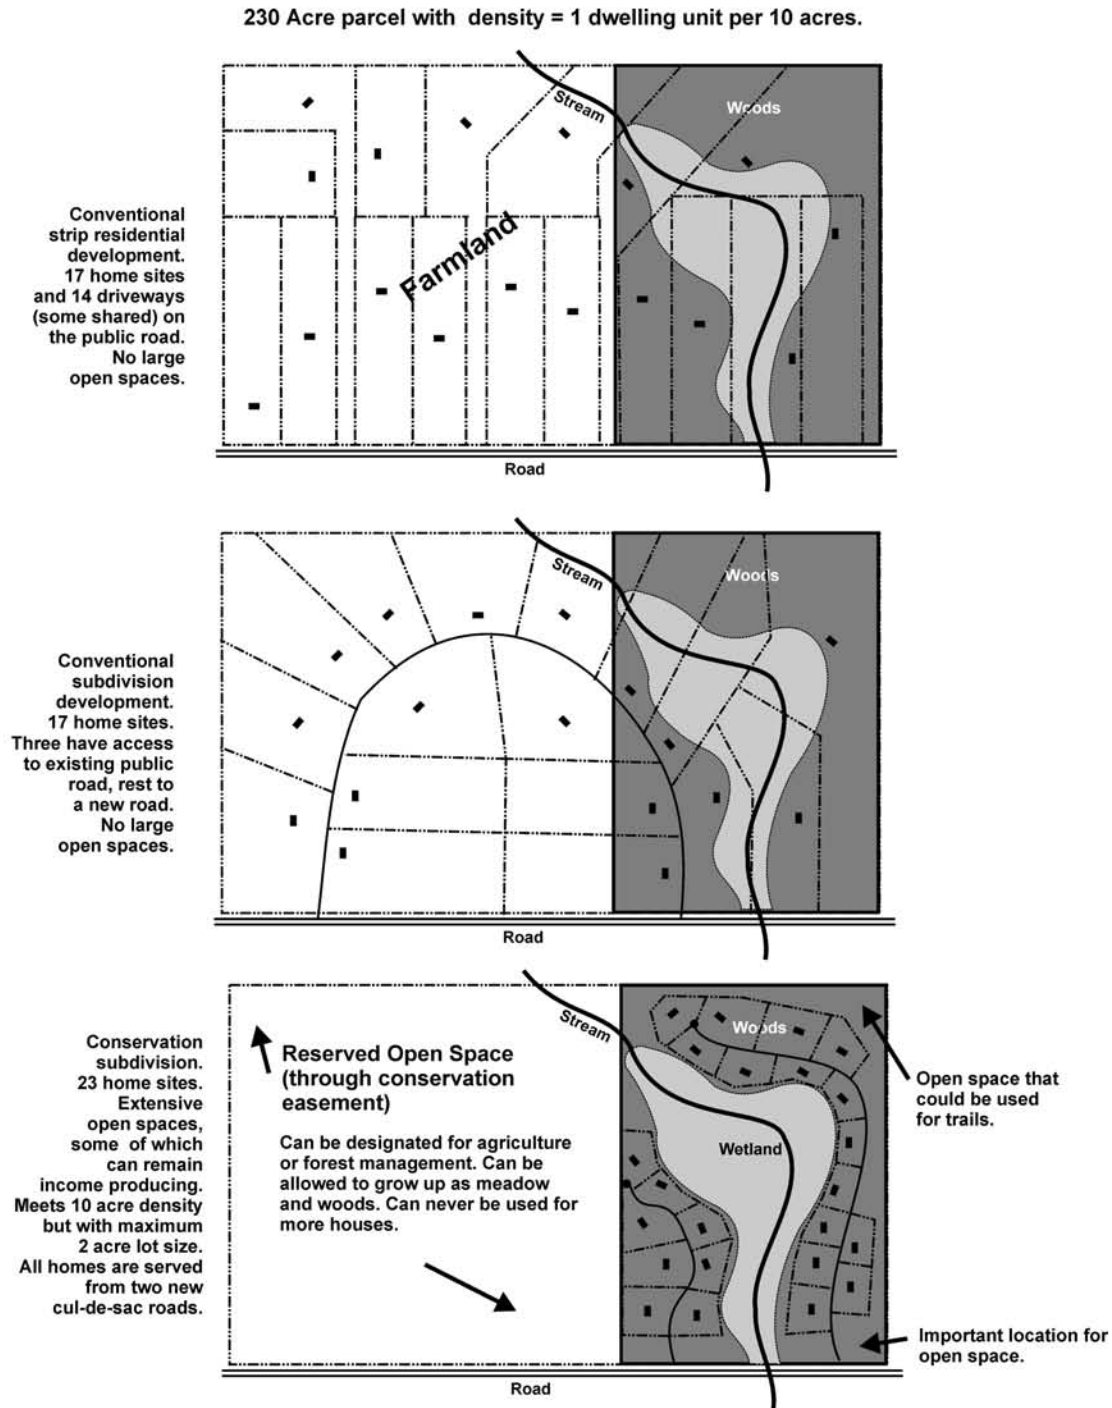 230 Acre parcel with density = 1 dwelling unit per 10 acres.
Stream
Woods
Conventional
strip residential
development.
17 home sites
and 14 driveways
(some shared) on
the public road.
No large
open spaces.
Farmland
Road
Stream
Woods
Conventional
subdivision
development.
17 home sites.
Three have access
to existing public
road, rest to
a new road.
No large
open spaces.
Road
Stream
Woods
Conservation
subdivision.
23 home sites.
Extensive
open spaces,
some of which
can remain
income producing.
Meets 10 acre density
but with maximum
2 acre lot size.
All homes are served
from two new
cul-de-sac roads.
Reserved Open Space
(through conservation
easement)
Can be designated for agriculture
or forest management. Can be
allowed to grow up as meadow
and woods. Can never be used for
more houses.
Wetland
Open space that
could be used
for trails.
Important location for
open space.
Road